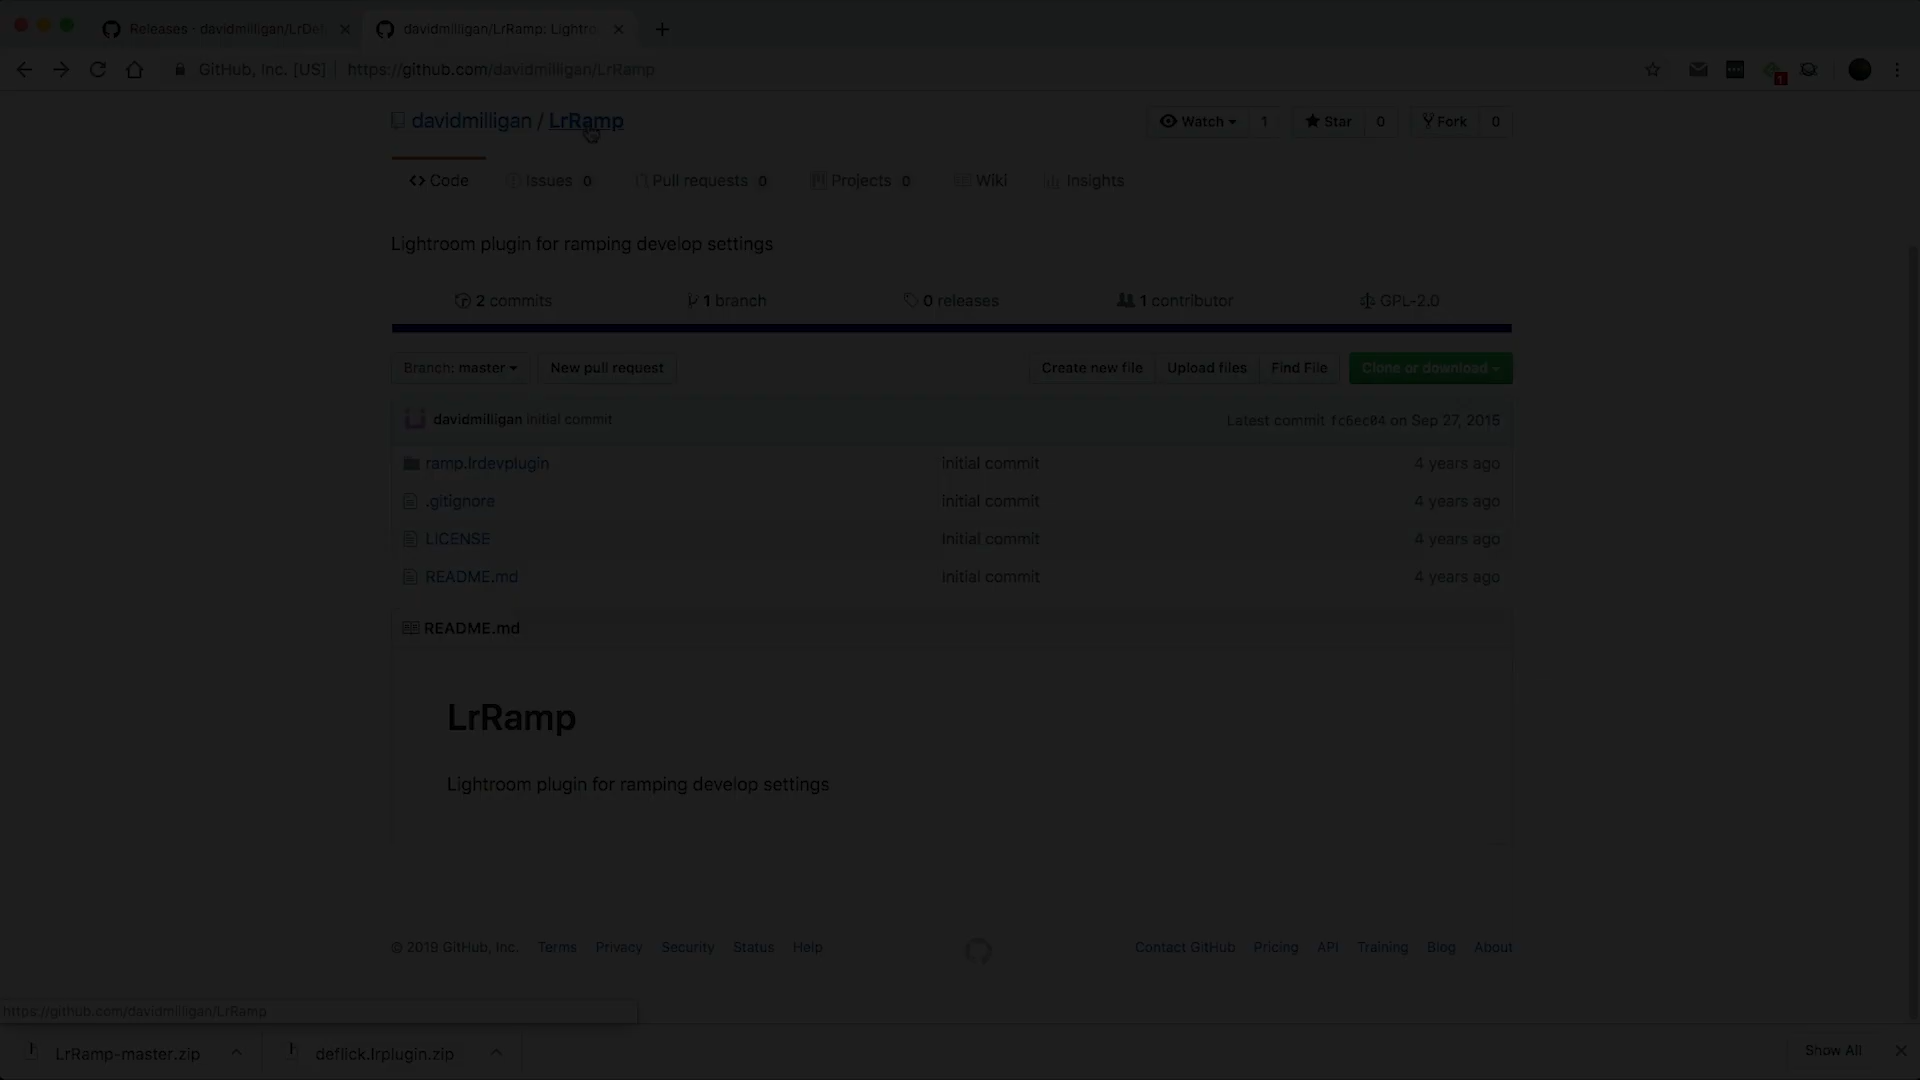 Releases · davidmilligan/LrDef
davidmilligan/LrRamp: Lightro
GitHub, Inc. [US]
https://github.com/davidmilligan/LrRamp
1
davidmilligan / LrRamp
Watch 1
Star 0
Fork 0
Code
Issues 0
Pull requests 0
Projects 0
Wiki
Insights
Lightroom plugin for ramping develop settings
2 commits
1 branch
0 releases
1 contributor
GPL-2.0
Branch: master
New pull request
Create new file
Upload files
Find File
Clone or download
davidmilligan initial commit
Latest commit fc6ec04 on Sep 27, 2015
ramp.lrdevplugin initial commit 4 years ago
.gitignore initial commit 4 years ago
LICENSE Initial commit 4 years ago
README.md Initial commit 4 years ago
README.md
LrRamp
Lightroom plugin for ramping develop settings
© 2019 GitHub, Inc. Terms Privacy Security Status Help
Contact GitHub Pricing API Training Blog About
https://github.com/davidmilligan/LrRamp
LrRamp-master.zip
deflick.lrplugin.zip
Show All